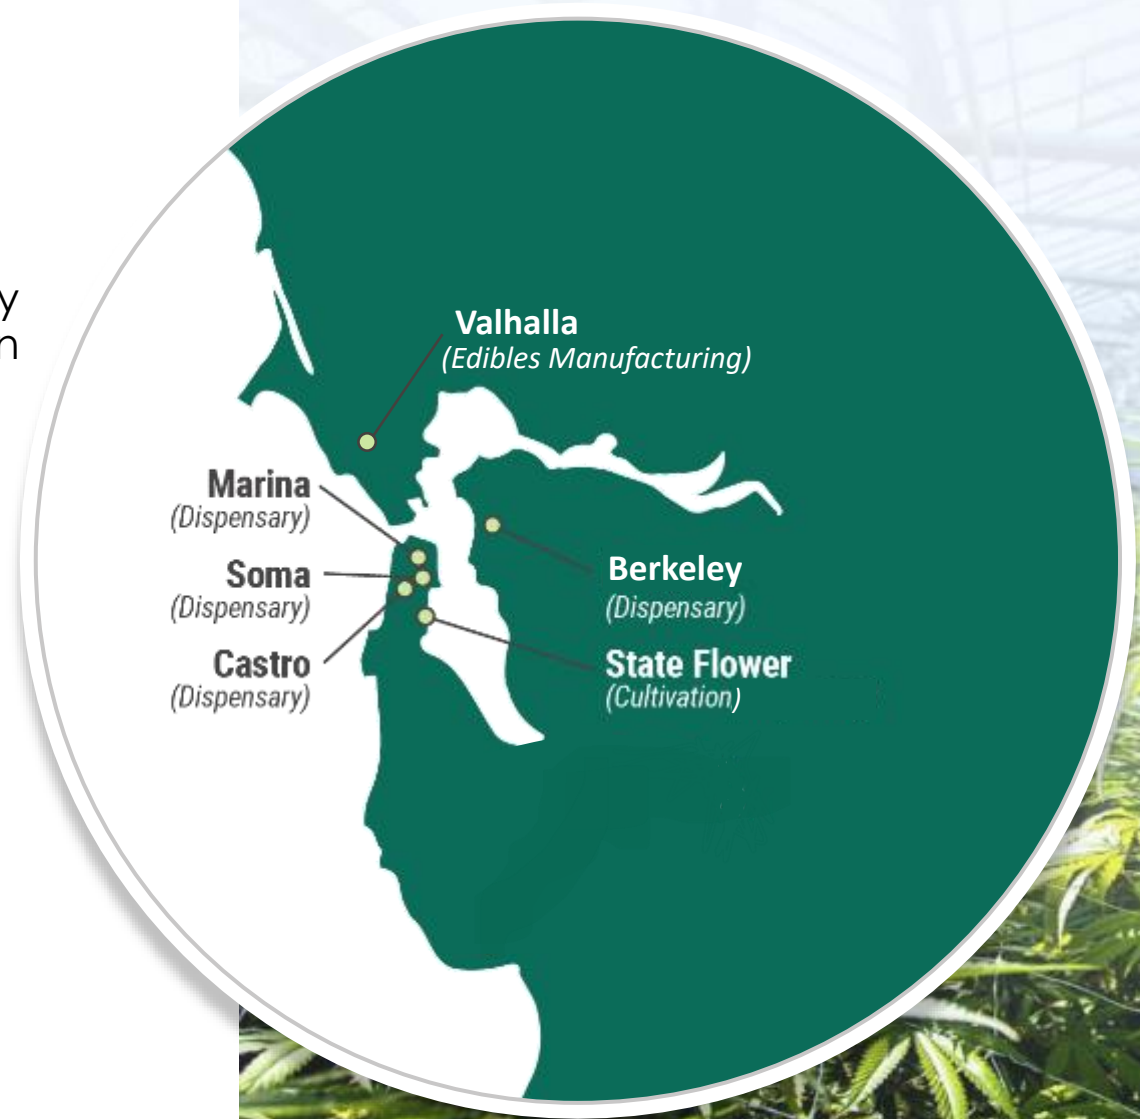 y
n
Valhalla
(Edibles Manufacturing)
Marina
(Dispensary)
Soma
(Dispensary)
Castro
(Dispensary)
Berkeley
(Dispensary)
State Flower
(Cultivation)